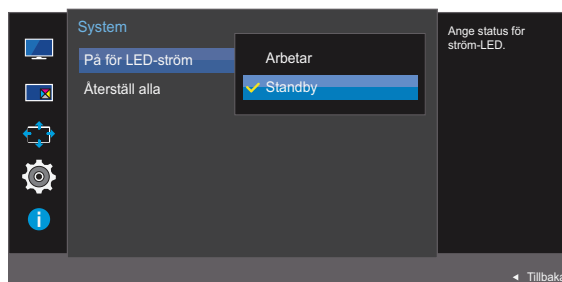 System
På för LED-ström
Återställ alla
Arbetar
Standby
Ange status för
ström-LED.
Tillbaka